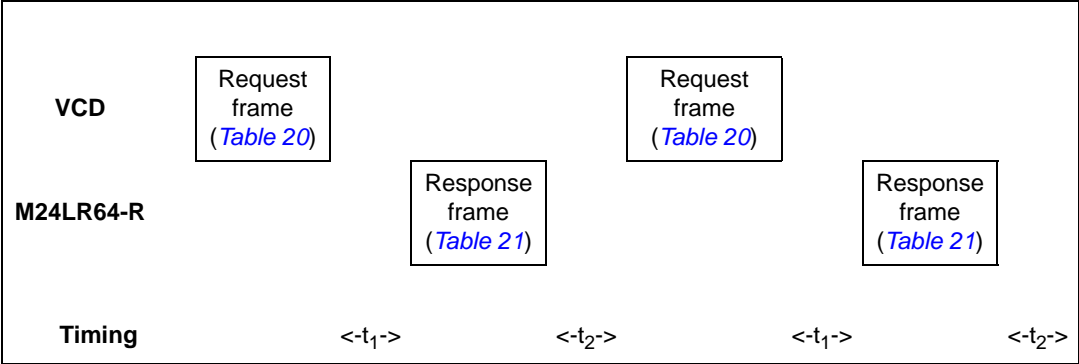 VCD
Request
frame
(Table 20)
Request
frame
(Table 20)
M24LR64-R
Response
frame
(Table 21)
Response
frame
(Table 21)
Timing <-t1-> <-t2-> <-t1-> <-t2->